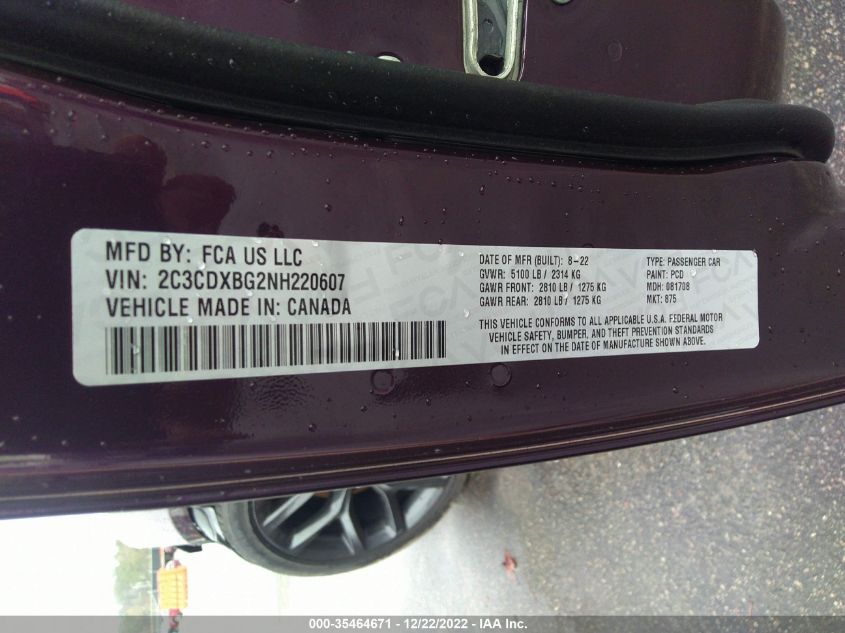 MFD BY: FCA US LLC
VIN: 2C3CDXBG2NH220607
VEHICLE MADE IN: CANADA
DATE OF MFR (BUILT): 8-22
GVWR: 5100 LB / 2314 KG
GAWR FRONT: 2810 LB / 1275 KG
GAWR REAR: 2810 LB / 1275 KG
TYPE: PASSENGER CAR
PAINT: PCD
MDH: 081708
MKT: 875
THIS VEHICLE CONFORMS TO ALL APPLICABLE U.S.A. FEDERAL MOTOR
VEHICLE SAFETY, BUMPER, AND THEFT PREVENTION STANDARDS
IN EFFECT ON THE DATE OF MANUFACTURE SHOWN ABOVE.
000-35464671 - 12/22/2022 - IAA Inc.